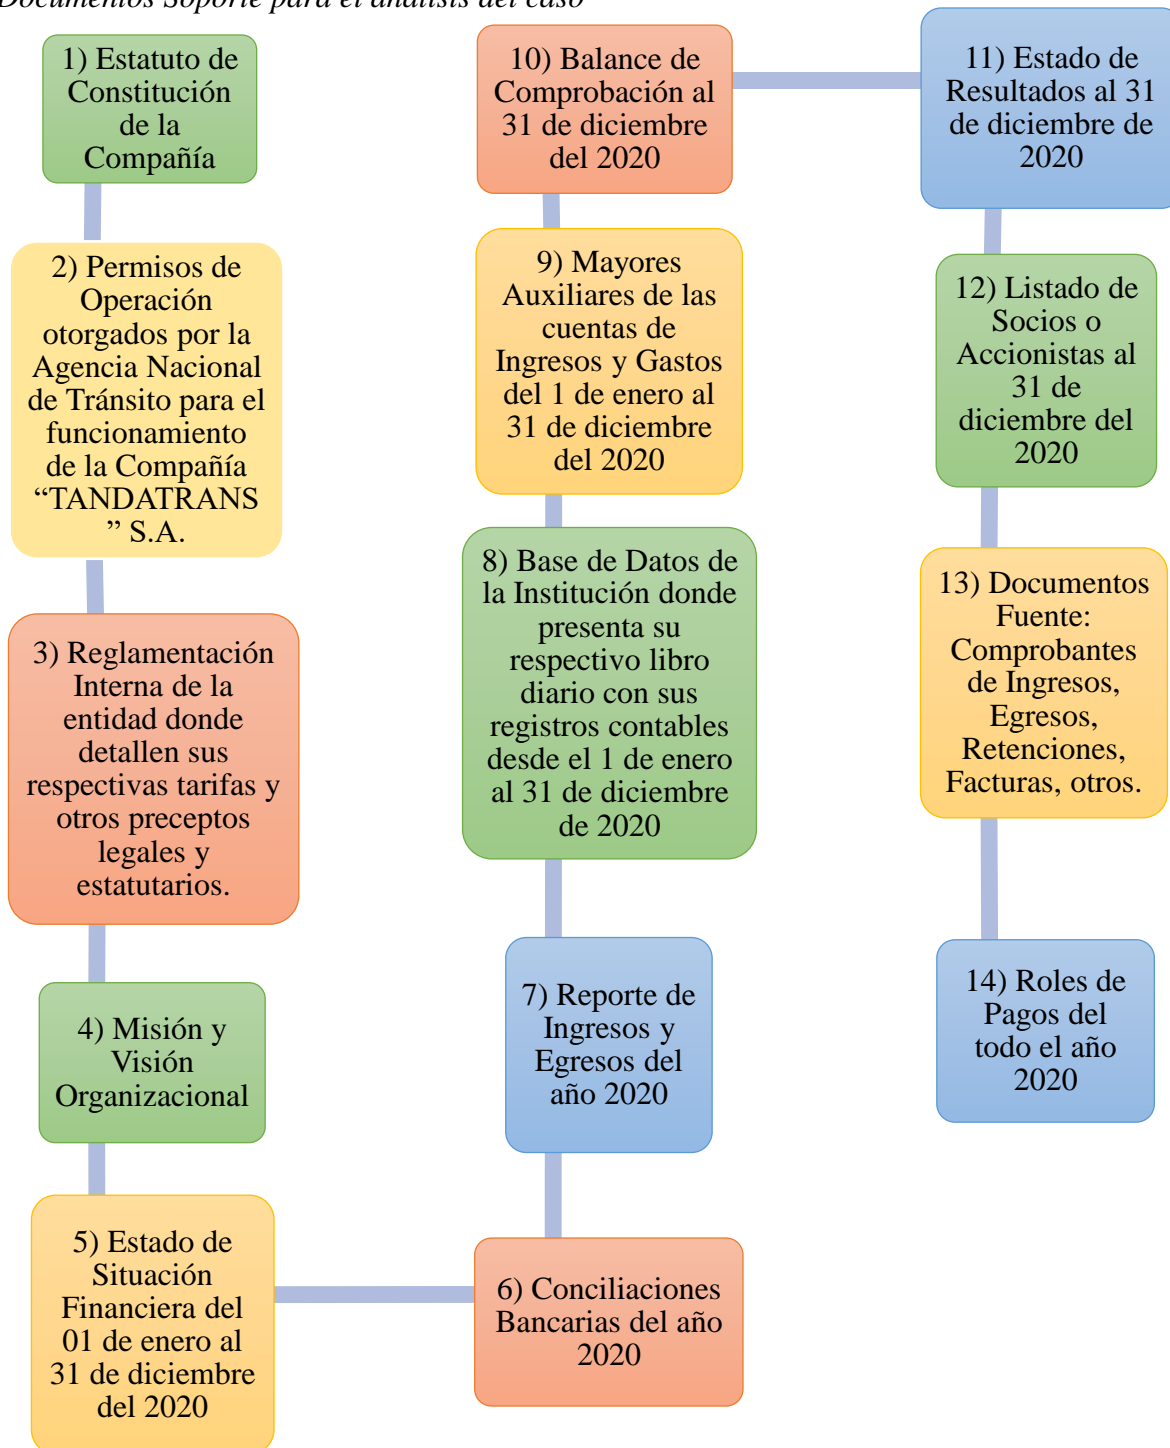 Documentos Soporte para el análisis del caso
1) Estatuto de
Constitución
de la
Compañía
2) Permisos de
Operación
otorgados por la
Agencia Nacional
de Tránsito para el
funcionamiento
de la Compañía
“TANDATRANS
” S.A.
3) Reglamentación
Interna de la
entidad donde
detallen sus
respectivas tarifas y
otros preceptos
legales y
estatutarios.
4) Misión y
Visión
Organizacional
5) Estado de
Situación
Financiera del
01 de enero al
31 de diciembre
del 2020
6) Conciliaciones
Bancarias del año
2020
7) Reporte de
Ingresos y
Egresos del
año 2020
8) Base de Datos de
la Institución donde
presenta su
respectivo libro
diario con sus
registros contables
desde el 1 de enero
al 31 de diciembre
de 2020
9) Mayores
Auxiliares de las
cuentas de
Ingresos y Gastos
del 1 de enero al
31 de diciembre
del 2020
10) Balance de
Comprobación al
31 de diciembre
del 2020
11) Estado de
Resultados al 31
de diciembre de
2020
12) Listado de
Socios o
Accionistas al
31 de
diciembre del
2020
13) Documentos
Fuente:
Comprobantes
de Ingresos,
Egresos,
Retenciones,
Facturas, otros.
14) Roles de
Pagos del
todo el año
2020